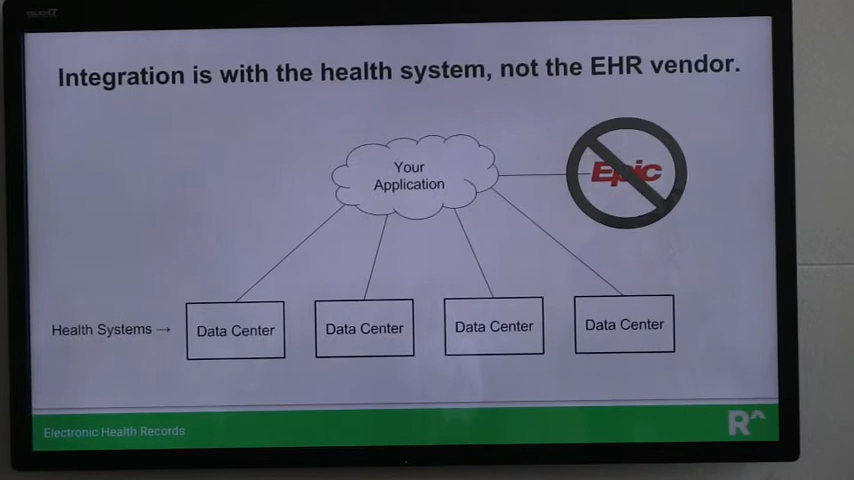 Integration is with the health system, not the EHR vendor.
Your
Application
Epic
Health Systems →
Data Center
Data Center
Data Center
Data Center
Electronic Health Records
R^